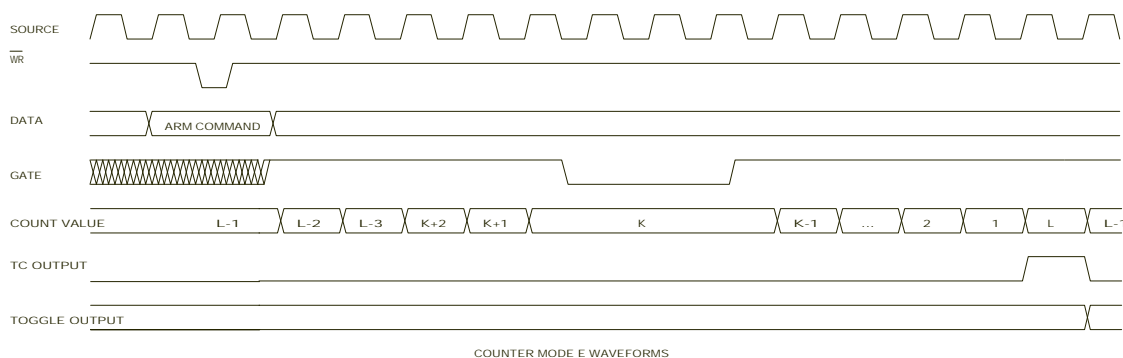 SOURCE
WR
DATA ARM COMMAND
GATE
COUNT VALUE L-1 L-2 L-3 K+2 K+1 K K-1 ... 2 1 L L-1
TC OUTPUT
TOGGLE OUTPUT
COUNTER MODE E WAVEFORMS